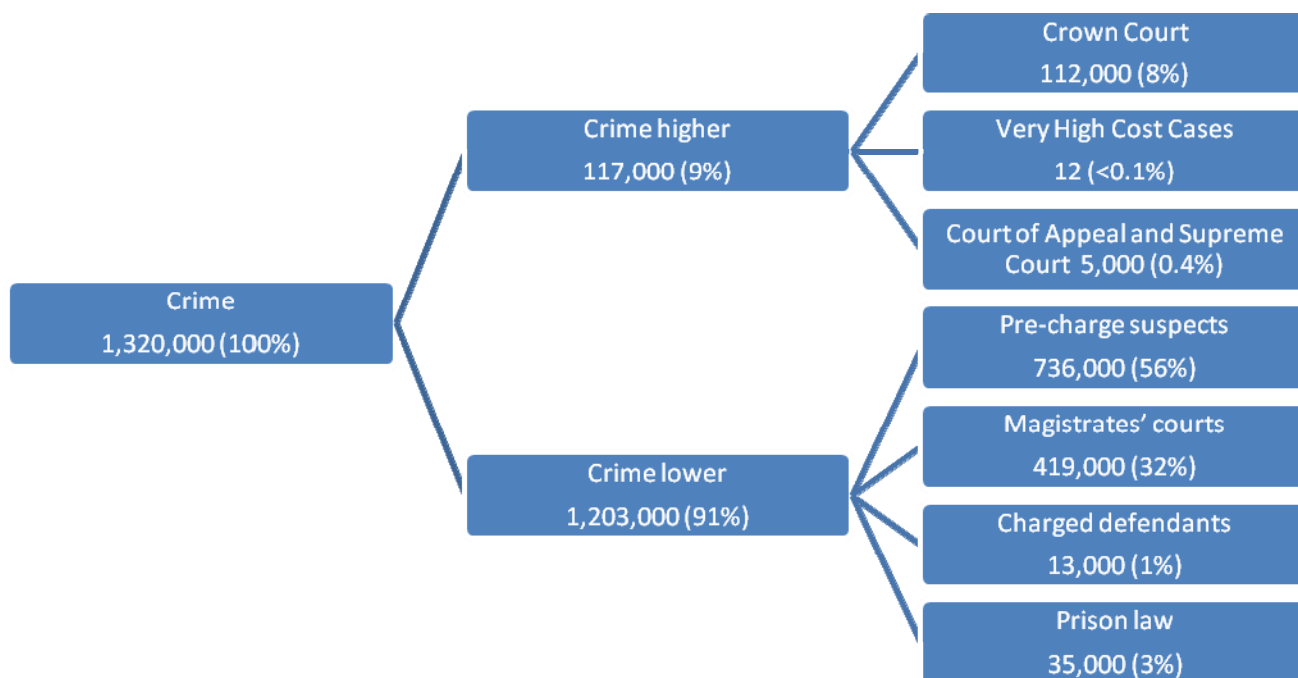 Crime
1,320,000 (100%)
Crime higher
117,000 (9%)
Crime lower
1,203,000 (91%)
Crown Court
112,000 (8%)
Very High Cost Cases
12 (<0.1%)
Court of Appeal and Supreme
Court 5,000 (0.4%)
Pre-charge suspects
736,000 (56%)
Magistrates’ courts
419,000 (32%)
Charged defendants
13,000 (1%)
Prison law
35,000 (3%)